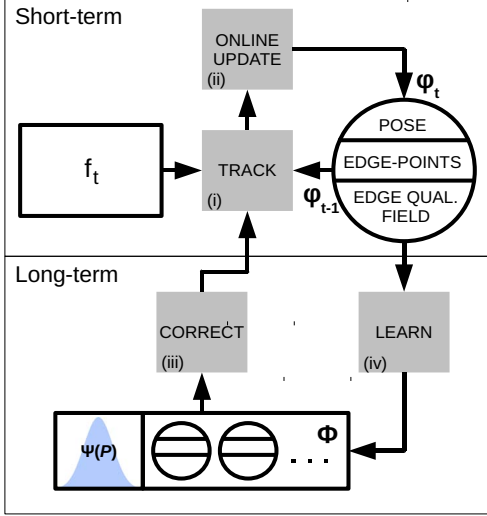 Short-term
ONLINE
UPDATE
(ii)
φt
POSE
EDGE-POINTS
EDGE QUAL.
FIELD
ft
TRACK
(i)
φt-1
Long-term
CORRECT
(iii)
LEARN
(iv)
Ψ(P)
Φ
. . .